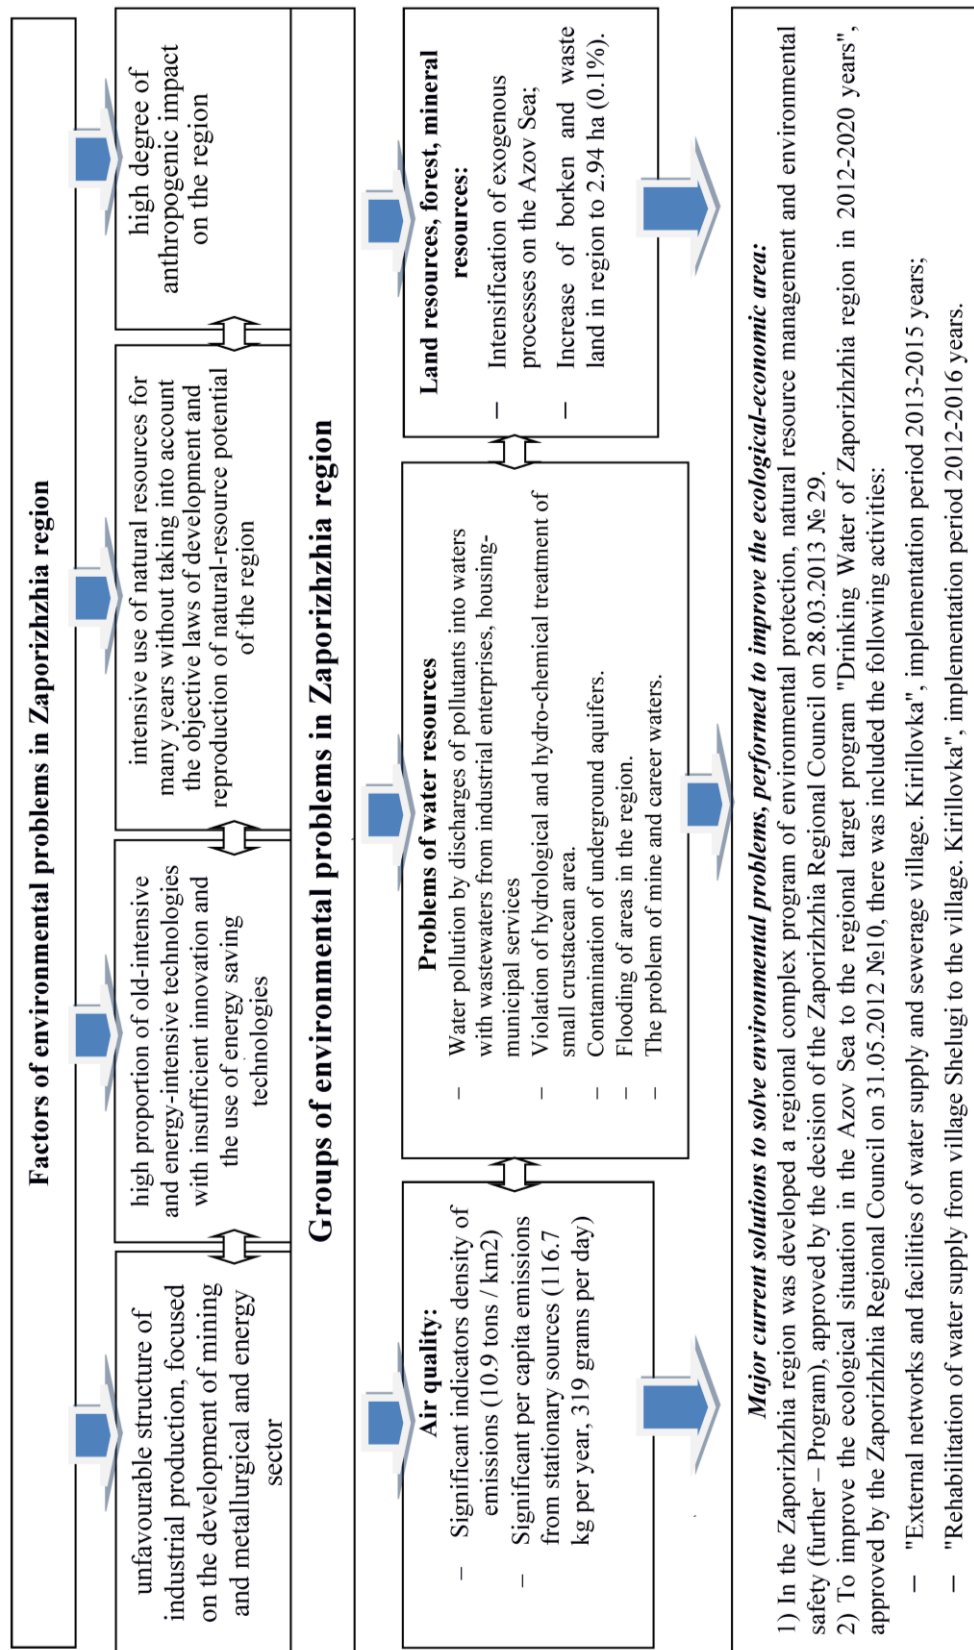 Factors of environmental problems in Zaporizhzhia region
unfavourable structure of
industrial production, focused
on the development of mining
and metallurgical and energy
sector
high proportion of old-intensive
and energy-intensive technologies
with insufficient innovation and
the use of energy saving
technologies
intensive use of natural resources for
many years without taking into account
the objective laws of development and
reproduction of natural-resource potential
of the region
high degree of
anthropogenic impact
on the region
Groups of environmental problems in Zaporizhzhia region
Air quality:
– Significant indicators density of
emissions (10.9 tons / km2)
– Significant per capita emissions
from stationary sources (116.7
kg per year, 319 grams per day)
Problems of water resources
– Water pollution by discharges of pollutants into waters
with wastewaters from industrial enterprises, housing-
municipal services
– Violation of hydrological and hydro-chemical treatment of
small crustacean area.
– Contamination of underground aquifers.
– Flooding of areas in the region.
– The problem of mine and career waters.
Land resources, forest, mineral
resources:
– Intensification of exogenous
processes on the Azov Sea;
– Increase of borken and waste
land in region to 2.94 ha (0.1%).
Major current solutions to solve environmental problems, performed to improve the ecological-economic area:
1) In the Zaporizhzhia region was developed a regional complex program of environmental protection, natural resource management and environmental
safety (further – Program), approved by the decision of the Zaporizhzhia Regional Council on 28.03.2013 № 29.
2) To improve the ecological situation in the Azov Sea to the regional target program "Drinking Water of Zaporizhzhia region in 2012-2020 years",
approved by the Zaporizhzhia Regional Council on 31.05.2012 №10, there was included the following activities:
– "External networks and facilities of water supply and sewerage village. Kirillovka", implementation period 2013-2015 years;
– "Rehabilitation of water supply from village Shelugi to the village. Kirillovka", implementation period 2012-2016 years.